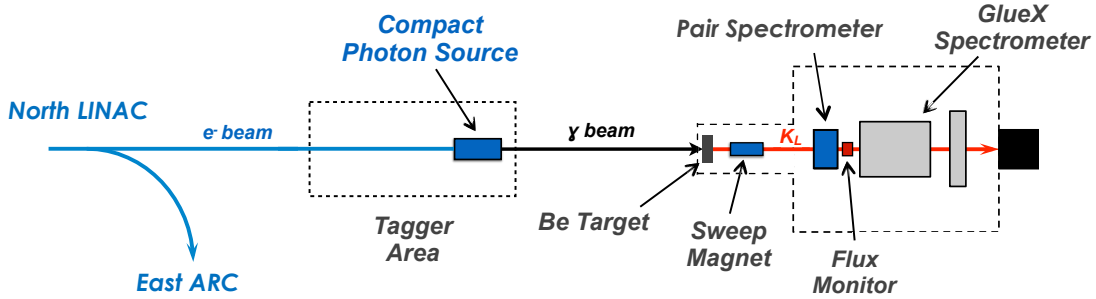 Compact
Photon Source
Pair Spectrometer
GlueX
Spectrometer
North LINAC
e- beam
ɣ beam
K_L
Be Target
Tagger
Area
Sweep
Magnet
Flux
Monitor
East ARC